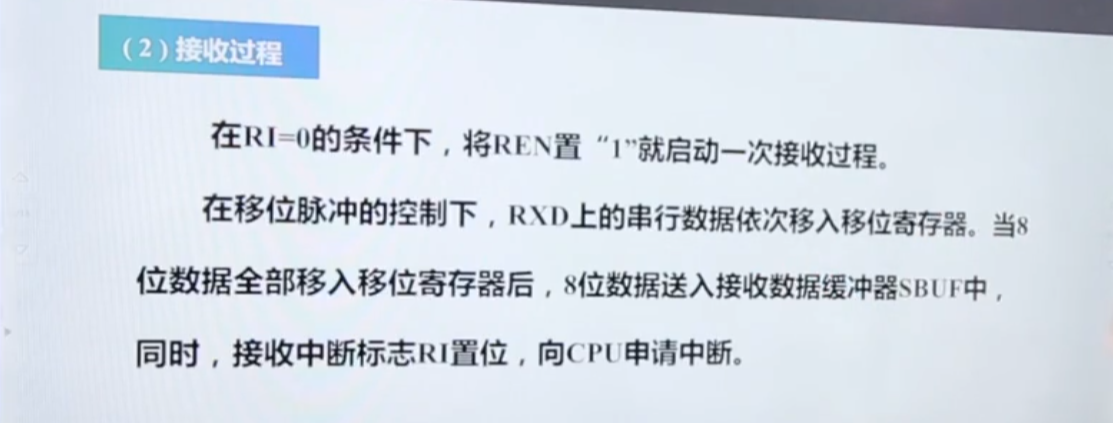 (2)接收过程
在RI=0的条件下，将REN置“1”就启动一次接收过程。
在移位脉冲的控制下，RXD上的串行数据依次移入移位寄存器。当8
位数据全部移入移位寄存器后，8位数据送入接收数据缓冲器SBUF中，
同时，接收中断标志RI置位，向CPU申请中断。